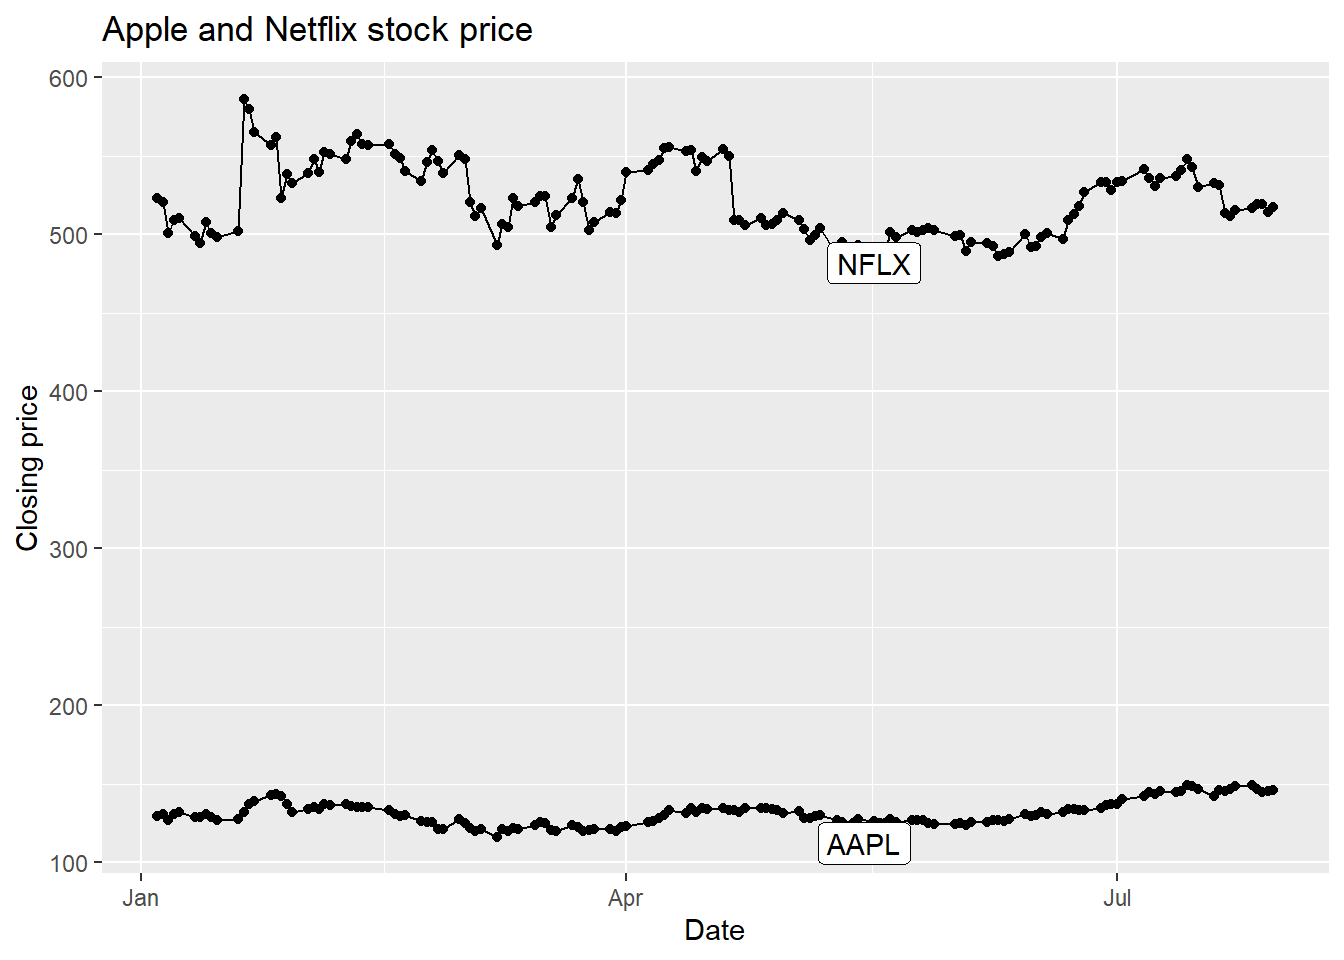 Apple and Netflix stock price
Closing price
600
500
400
300
200
100
NFLX
AAPL
Jan
Apr
Jul
Date